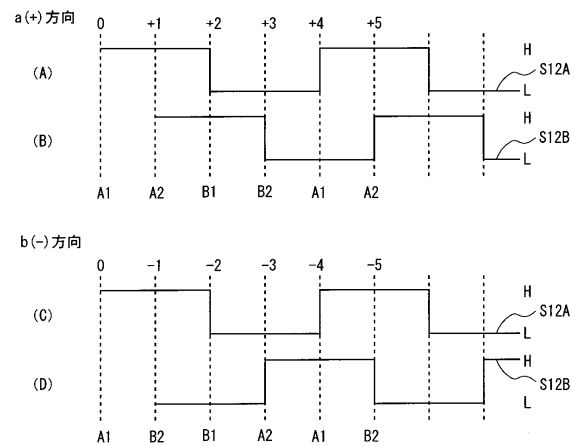 a(+)方向
0 +1 +2 +3 +4 +5
(A) H
S12A
L
(B) H
S12B
L
A1 A2 B1 B2 A1 A2
b(-)方向
0 -1 -2 -3 -4 -5
(C) H
S12A
L
(D) H
S12B
L
A1 B2 B1 A2 A1 B2